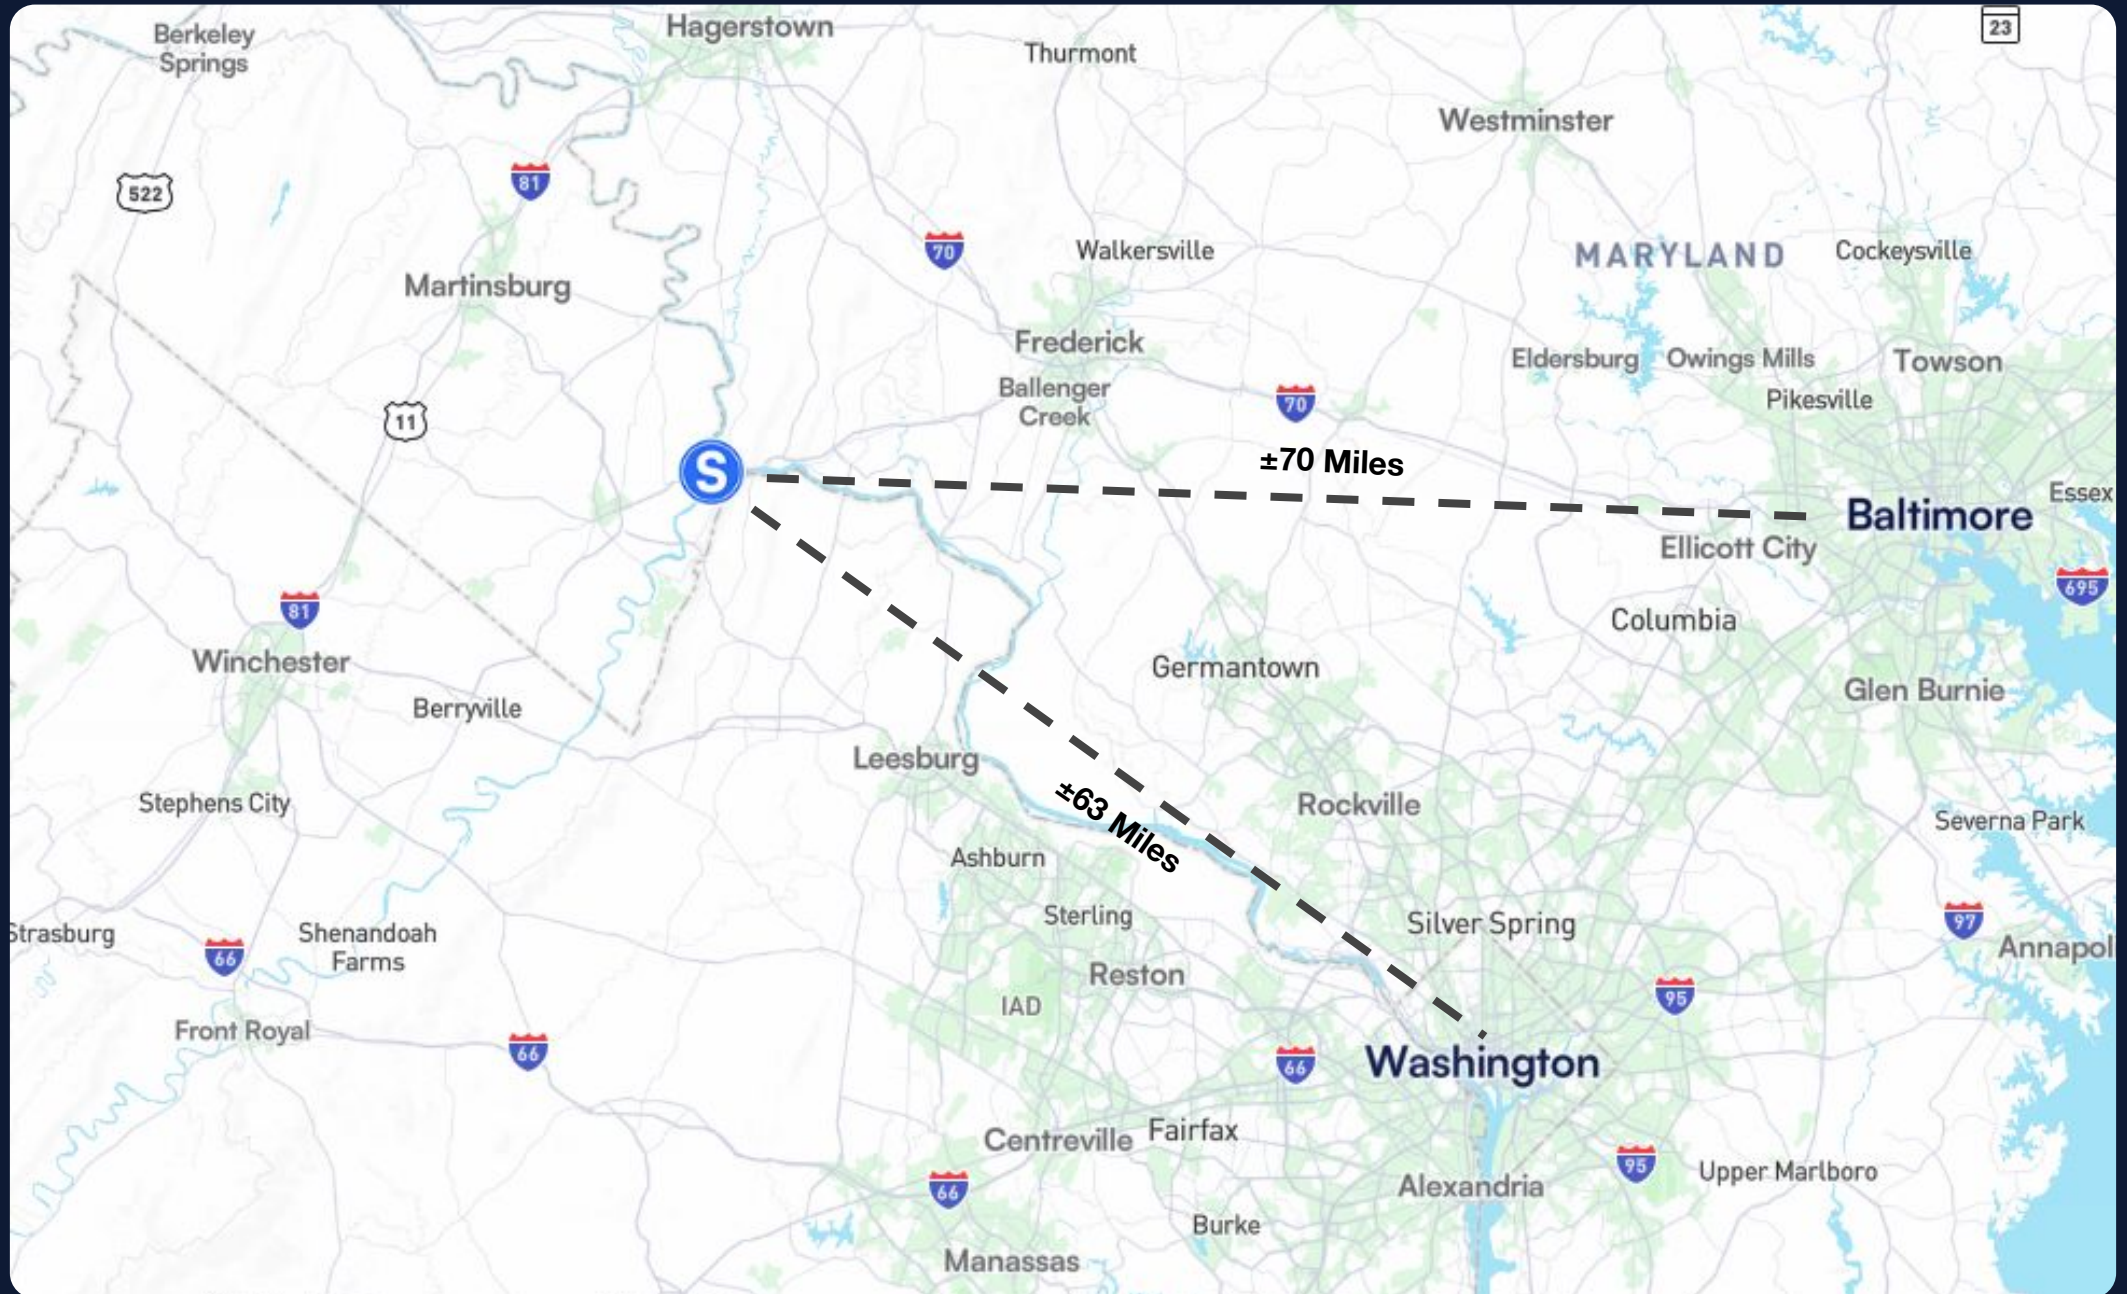 Berkeley
Springs
Hagerstown
Thurmont
23
Westminster
522
81
70
Walkersville
MARYLAND
Cockeysville
Martinsburg
Frederick
Ballenger
Creek
Eldersburg
Owings Mills
Towson
Pikesville
11
70
S
±70 Miles
Baltimore
Essex
Ellicott City
695
81
Columbia
Winchester
Germantown
Glen Burnie
Berryville
Leesburg
Stephens City
±63 Miles
Rockville
Severna Park
Ashburn
Strasburg
66
Shenandoah
Farms
Sterling
Silver Spring
97
Annapol
Reston
IAD
95
Front Royal
66
66
Washington
Centreville
Fairfax
66
Alexandria
95
Upper Marlboro
Burke
Manassas